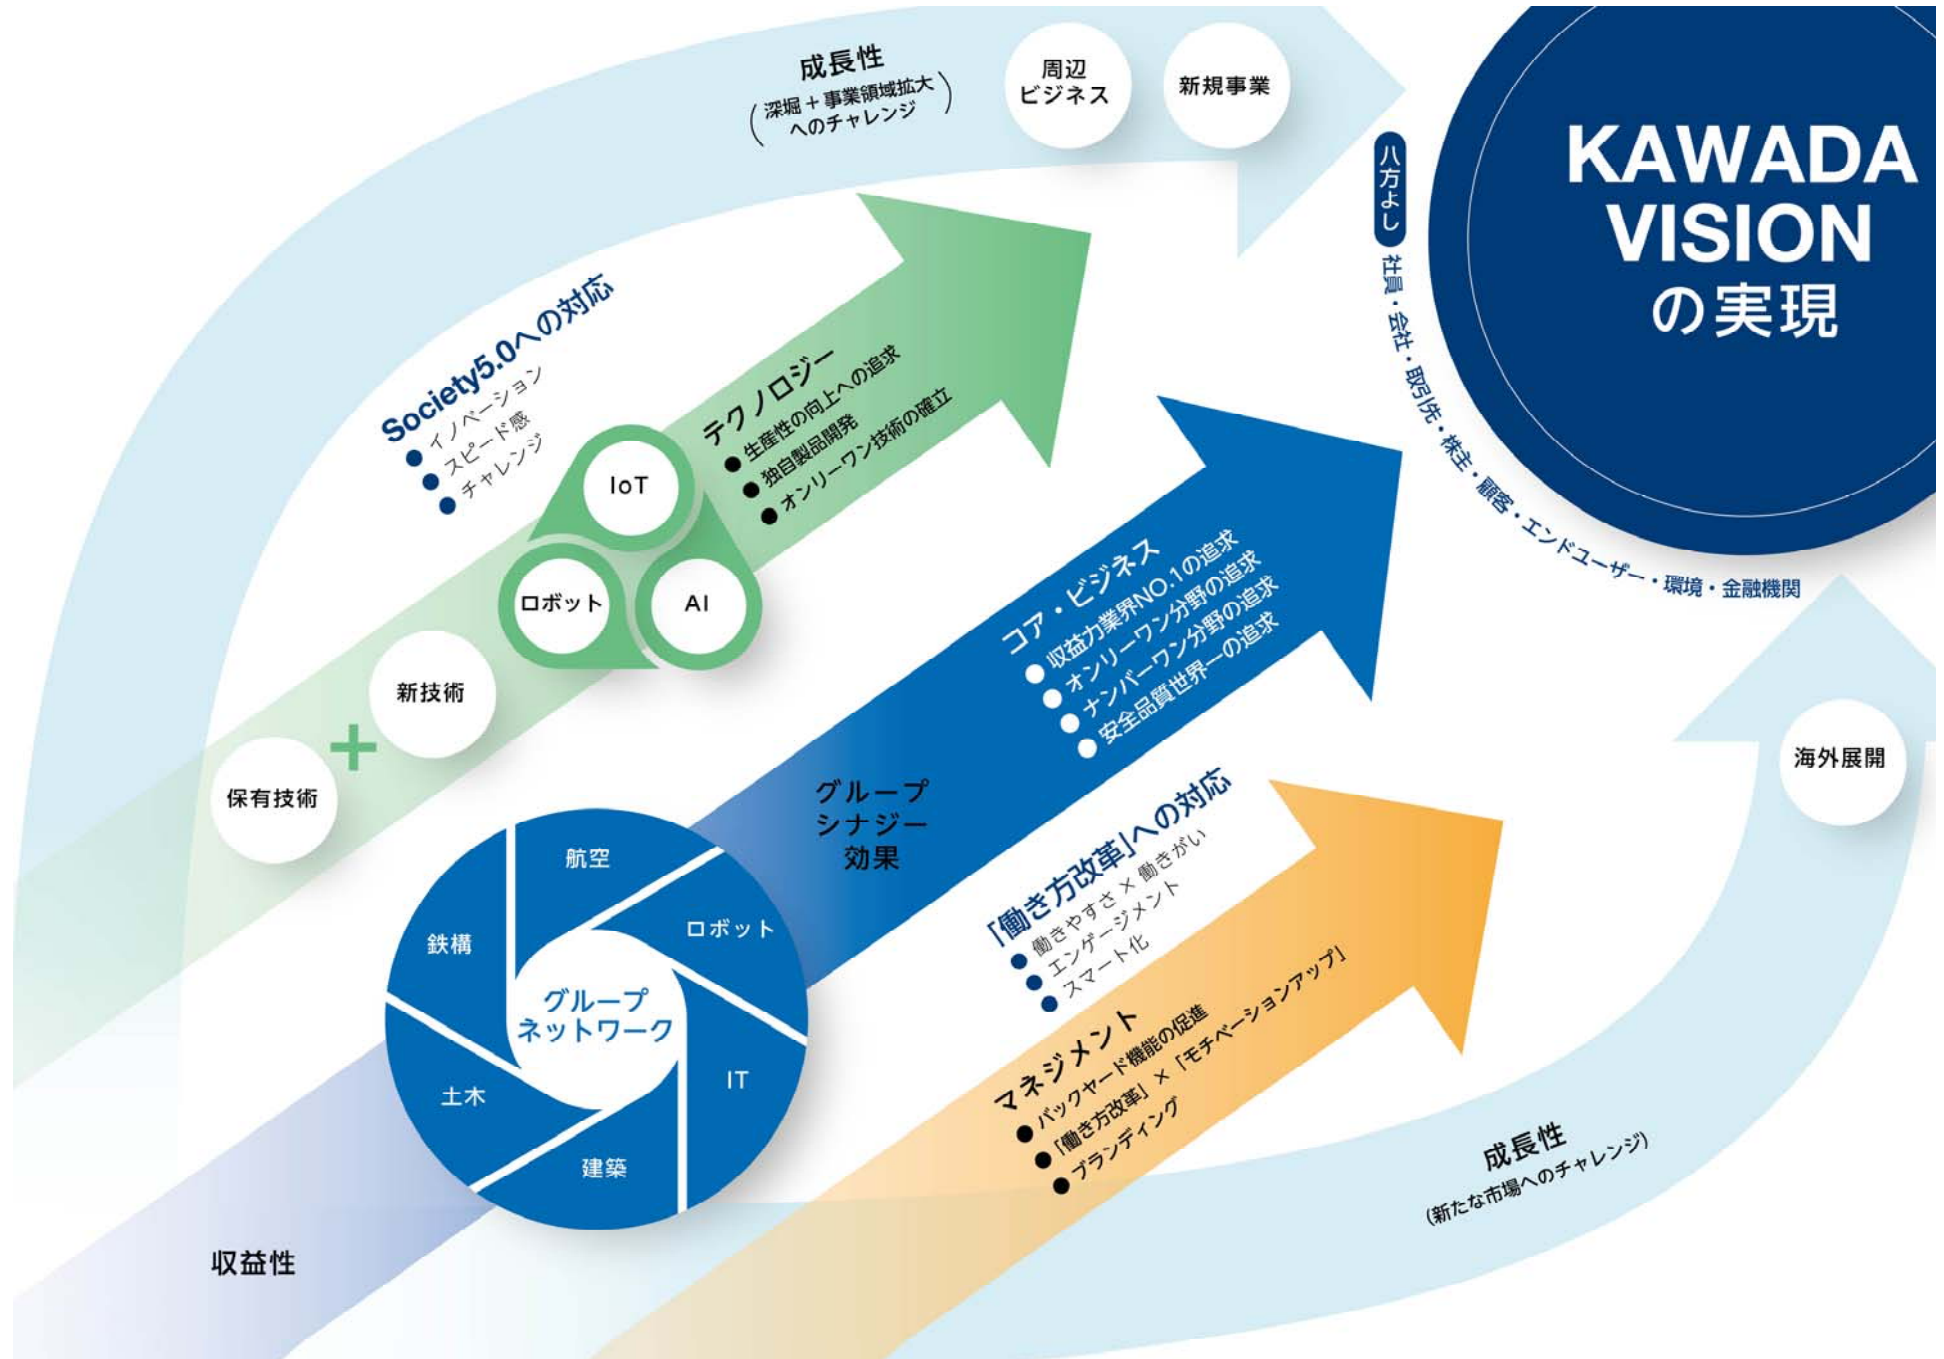 成長性
(深堀+事業領域拡大
へのチャレンジ)
周辺
ビジネス
新規事業
KAWADA
VISION
の実現
八方よし
社員・会社・取引先・株主・顧客・エンドユーザー・環境・金融機関
Society5.0への対応
●イノベーション
●スピード感
●チャレンジ
テクノロジー
●生産性の向上への追求
●独自製品開発
●オンリーワン技術の確立
IoT
ロボット
AI
新技術
+
保有技術
コア・ビジネス
●収益力業界NO.1の追求
●オンリーワン分野の追求
●ナンバーワン分野の追求
●安全品質世界一の追求
グループ
シナジー
効果
航空
ロボット
鉄構
グループ
ネットワーク
土木
IT
建築
収益性
「働き方改革」への対応
●働きやすさ×働きがい
●エンゲージメント
●スマート化
マネジメント
●バックヤード機能の促進
●「働き方改革」×「モチベーションアップ」
●ブランディング
海外展開
成長性
(新たな市場へのチャレンジ)